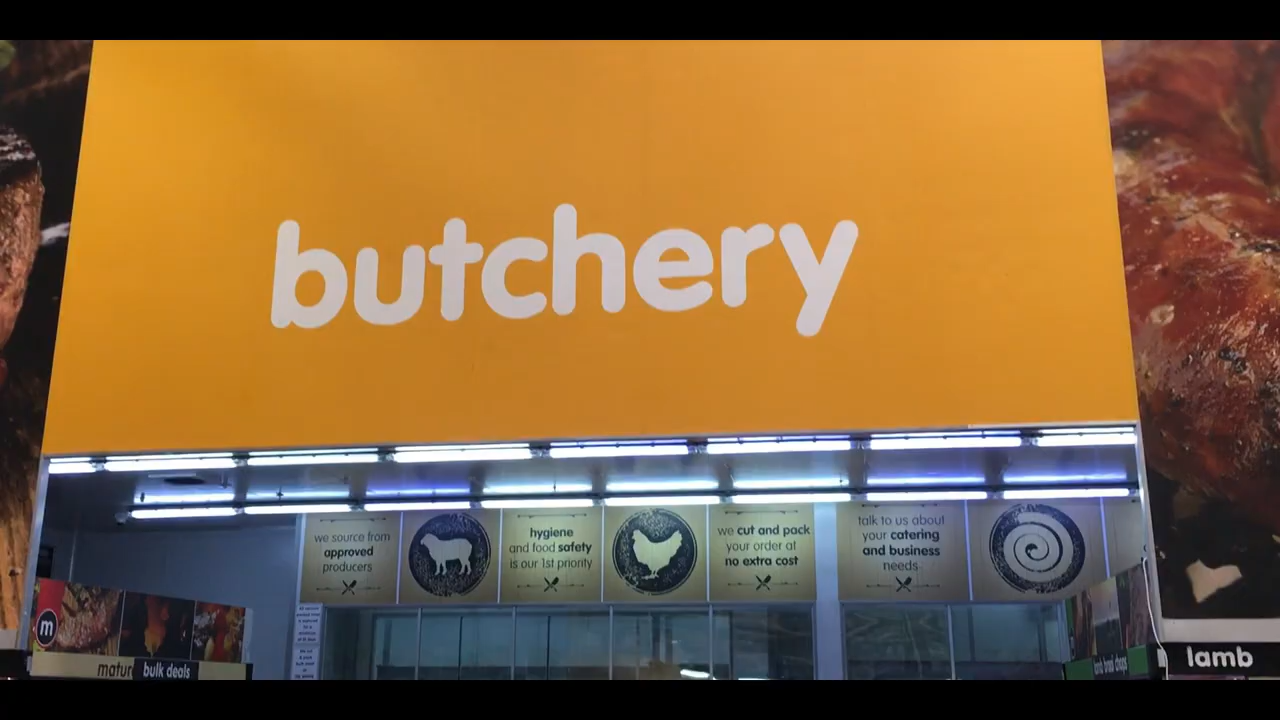 butchery
we source from
approved
producers
hygiene
and food safety
is our 1st priority
we cut and pack
your order at
no extra cost
talk to us about
your catering
and business
needs
m
matur
bulk deals
lamb